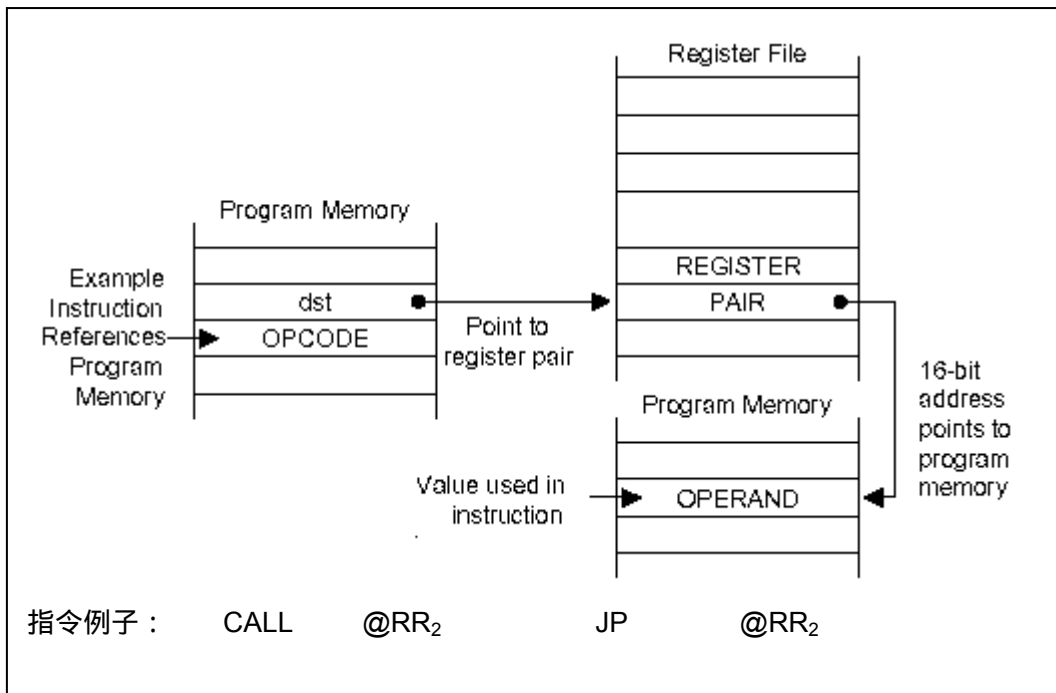 Register File
Program Memory
REGISTER
Example
Instruction
References
Program
Memory
dst
PAIR
OPCODE
Point to
register pair
16-bit
address
points to
program
memory
Program Memory
Value used in
instruction
OPERAND
指令例子： CALL @RR₂ JP @RR₂